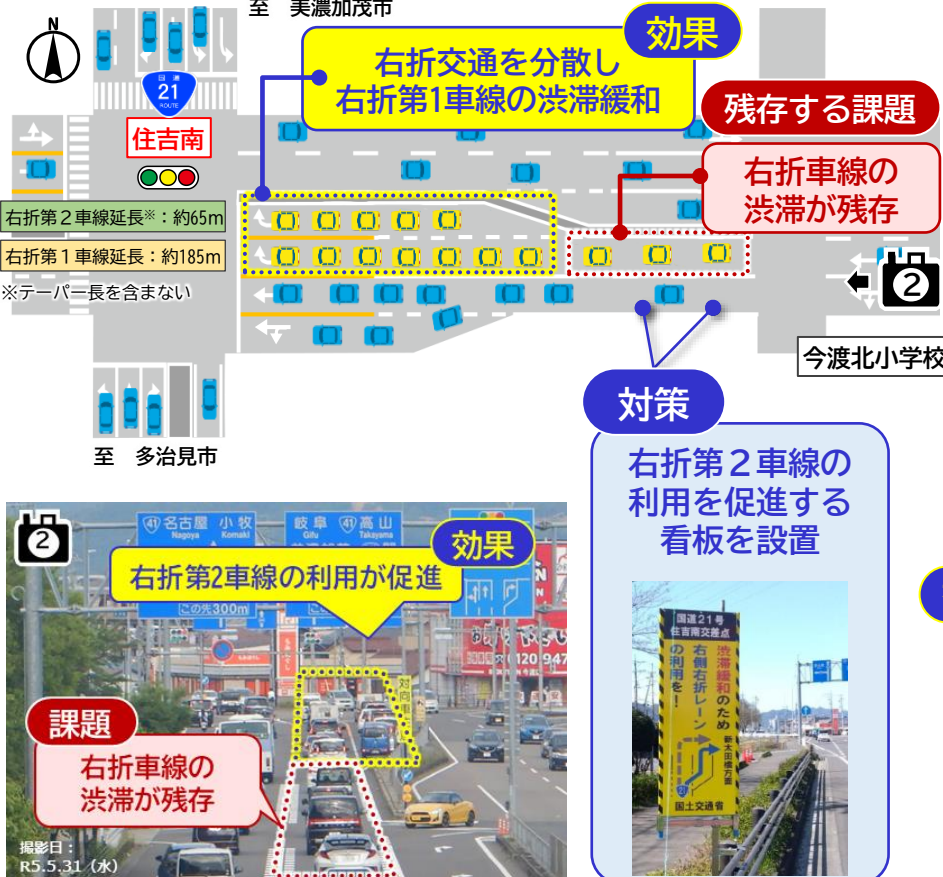 至 美濃加茂市
N
効果
右折交通を分散し
右折第1車線の渋滞緩和
国道
21
ROUTE
住吉南
残存する課題
右折車線の
渋滞が残存
右折第2車線延長※:約65m
右折第1車線延長:約185m
※テーパー長を含まない
2
今渡北小学校
対策
右折第2車線の
利用を促進する
看板を設置
至 多治見市
2
41 名古屋 小牧
Nagoya Komaki
岐阜 41 高山
Gifu Takayama
効果
右折第2車線の利用が促進
この先300m
対向車
課題
右折車線の
渋滞が残存
撮影日:
R5.5.31(水)
国道21号
住吉南交差点
渋滞緩和のため
右側右折レーン
の利用を!
新太田橋方面
21
国土交通省